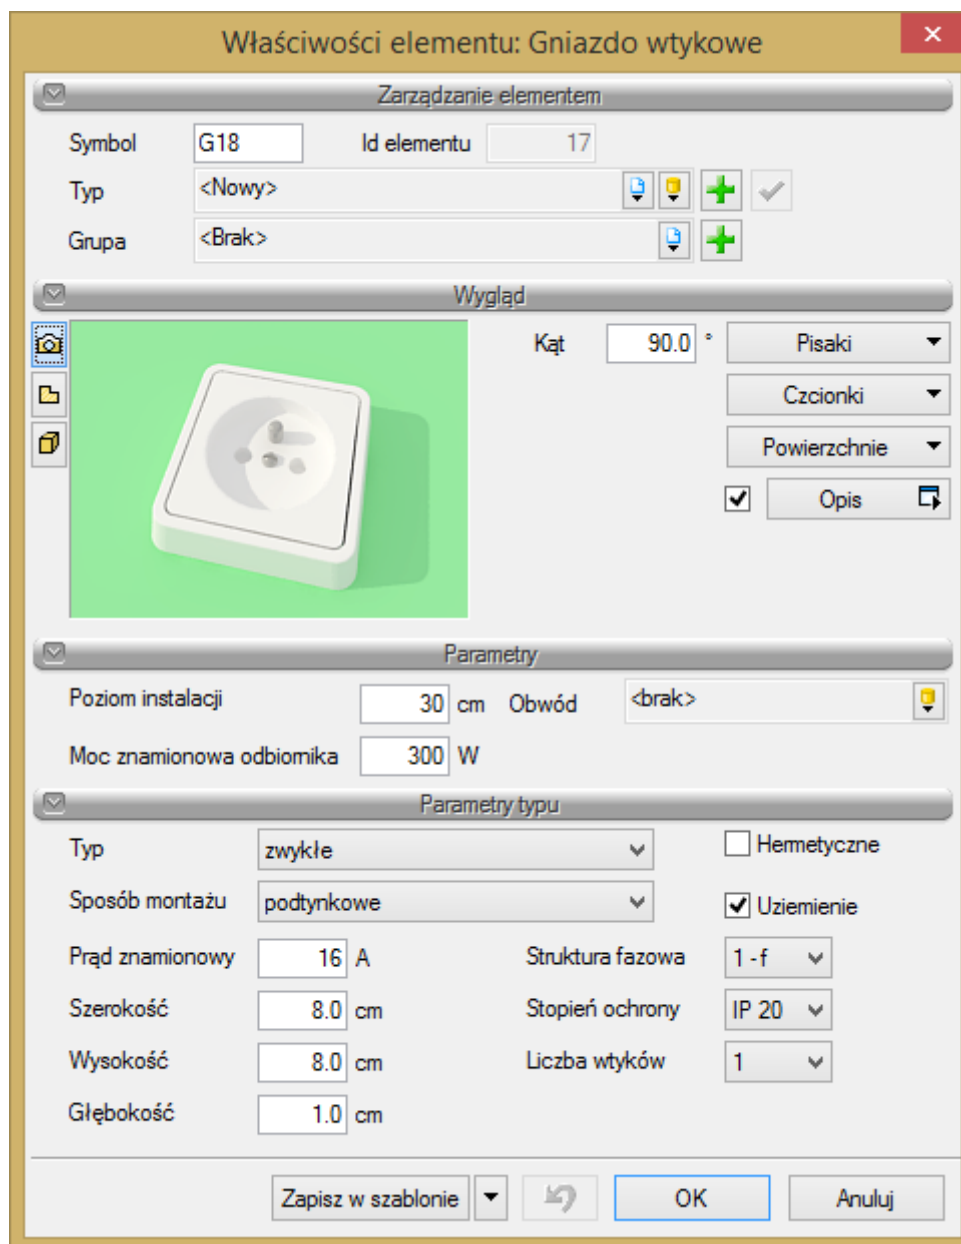 Właściwości elementu: Gniazdo wtykowe
Zarządzanie elementem
Symbol G18 Id elementu 17
Typ <Nowy>
Grupa <Brak>
Wygląd
Kąt 90.0 ° Pisaki
Czcionki
Powierzchnie
Opis
Parametry
Poziom instalacji 30 cm Obwód <brak>
Moc znamionowa odbiornika 300 W
Parametry typu
Typ zwykłe Hermetyczne
Sposób montażu podtynkowe Uziemienie
Prąd znamionowy 16 A Struktura fazowa 1 -f
Szerokość 8.0 cm Stopień ochrony IP 20
Wysokość 8.0 cm Liczba wtyków 1
Głębokość 1.0 cm
Zapisz w szablonie OK Anuluj